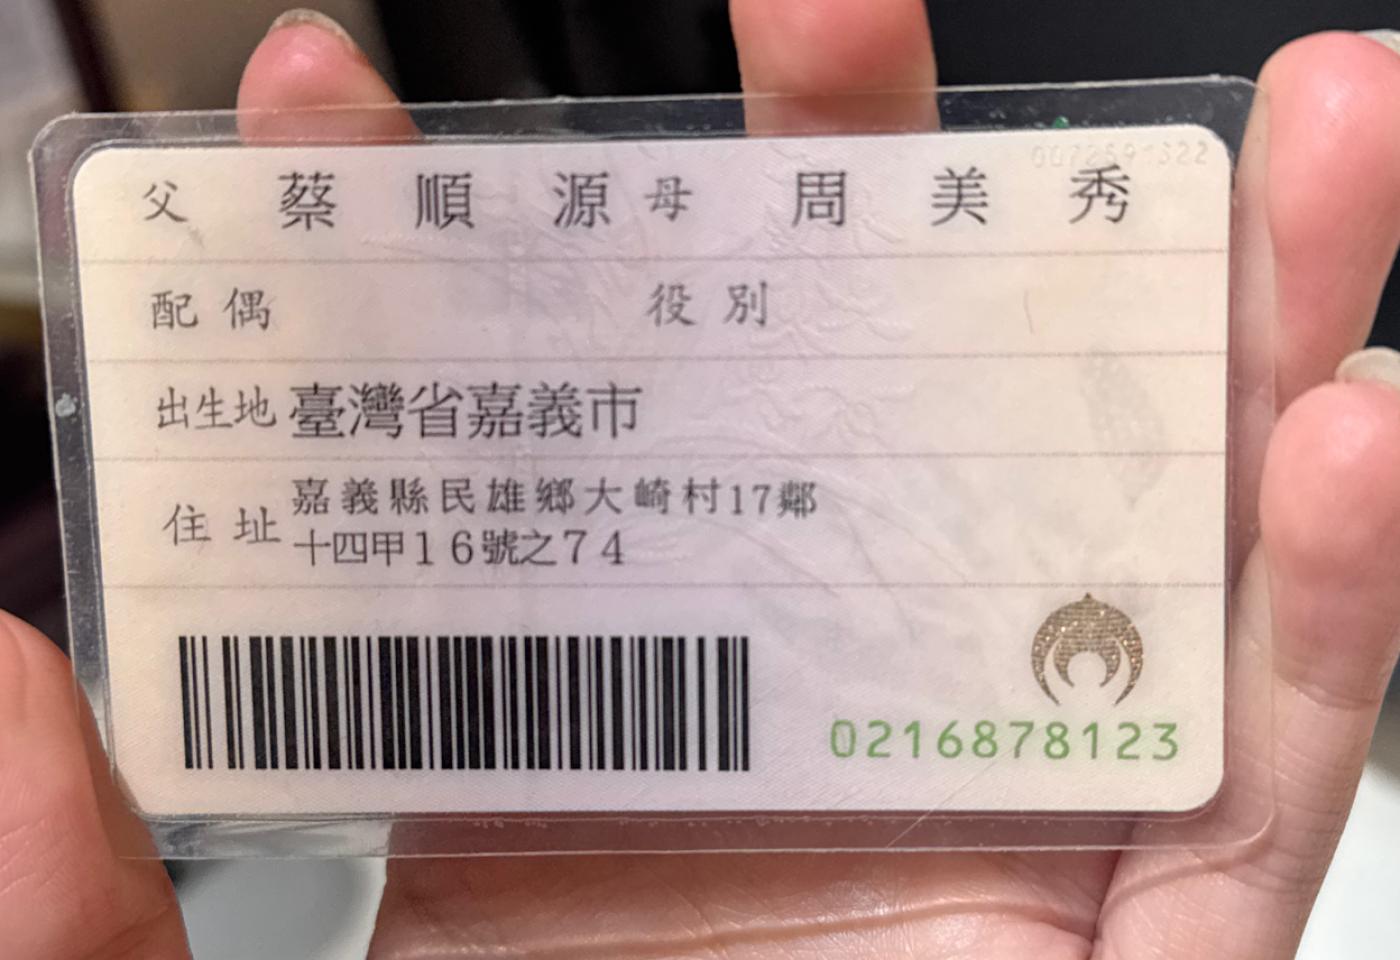 父 蔡順源 母 周美秀
配偶 役別
出生地 臺灣省嘉義市
住址 嘉義縣民雄鄉大崎村17鄰
十四甲16號之74
0216878123